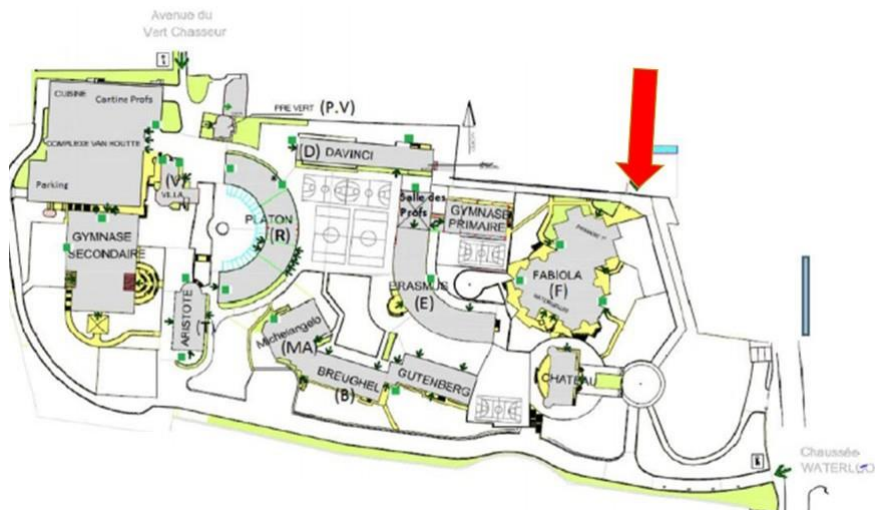 Avenue du
Vert Chasseur
CUISINE
Cantine Profs
PRE VERT (P.V)
COMPLEXE VAN HOUTTE
(D) DAVINCI
(V)
VILLA
Parking
Salle des
Profs
GYMNASE
PRIMAIRE
PLATON
(R)
GYMNASE
SECONDAIRE
FABIOLA
(F)
MATERNELLES
ERASMUS
(E)
ARISTOTE
(T)
Michelangelo
(MA)
BREUGHEL
(B)
GUTENBERG
CHATEAU
Chaussée
WATERLOO